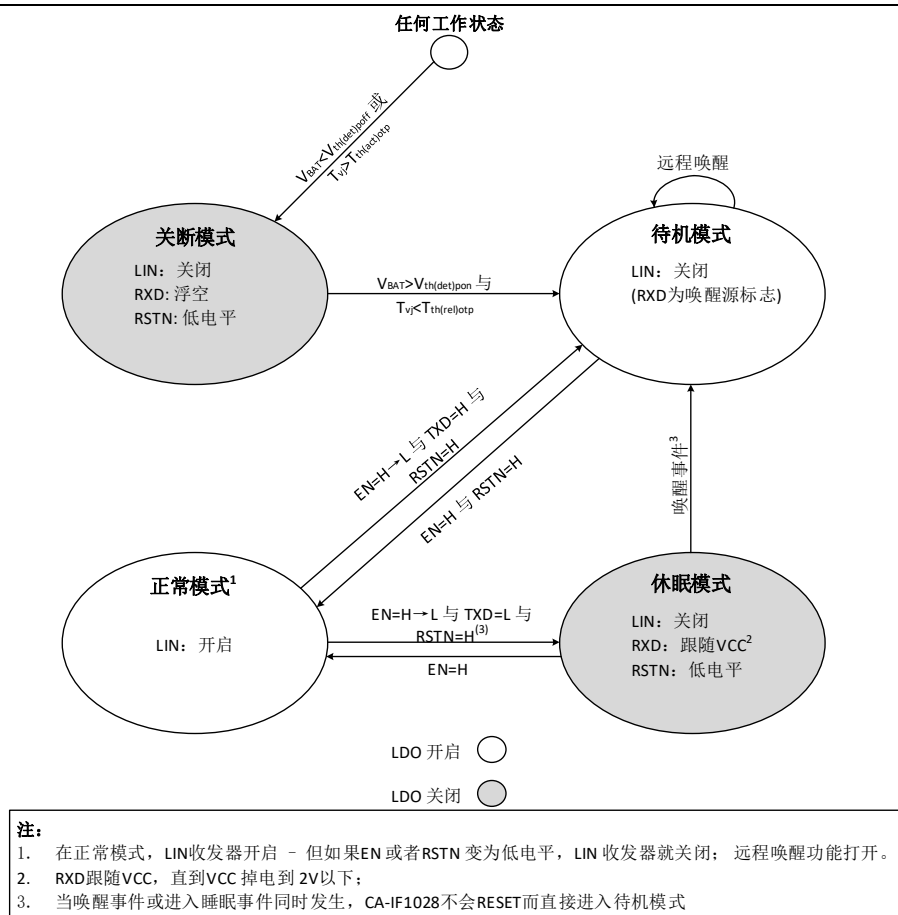 任何工作状态
VBAT<Vth(det)poff 或
Tvj>Tth(act)otp
远程唤醒
关断模式
LIN：关闭
RXD: 浮空
RSTN: 低电平
VBAT>Vth(det)pon 与
Tvj<Tth(rel)otp
待机模式
LIN：关闭
(RXD为唤醒源标志)
EN=H→L 与 TXD=H 与
RSTN=H
EN=H 与 RSTN=H
唤醒事件3
正常模式1
LIN：开启
EN=H→L 与 TXD=L 与
RSTN=H(3)
EN=H
休眠模式
LIN：关闭
RXD：跟随VCC2
RSTN：低电平
LDO 开启
LDO 关闭
注：
1. 在正常模式，LIN收发器开启 - 但如果EN 或者RSTN 变为低电平，LIN 收发器就关闭； 远程唤醒功能打开。
2. RXD跟随VCC，直到VCC 掉电到 2V以下；
3. 当唤醒事件或进入睡眠事件同时发生，CA-IF1028不会RESET而直接进入待机模式